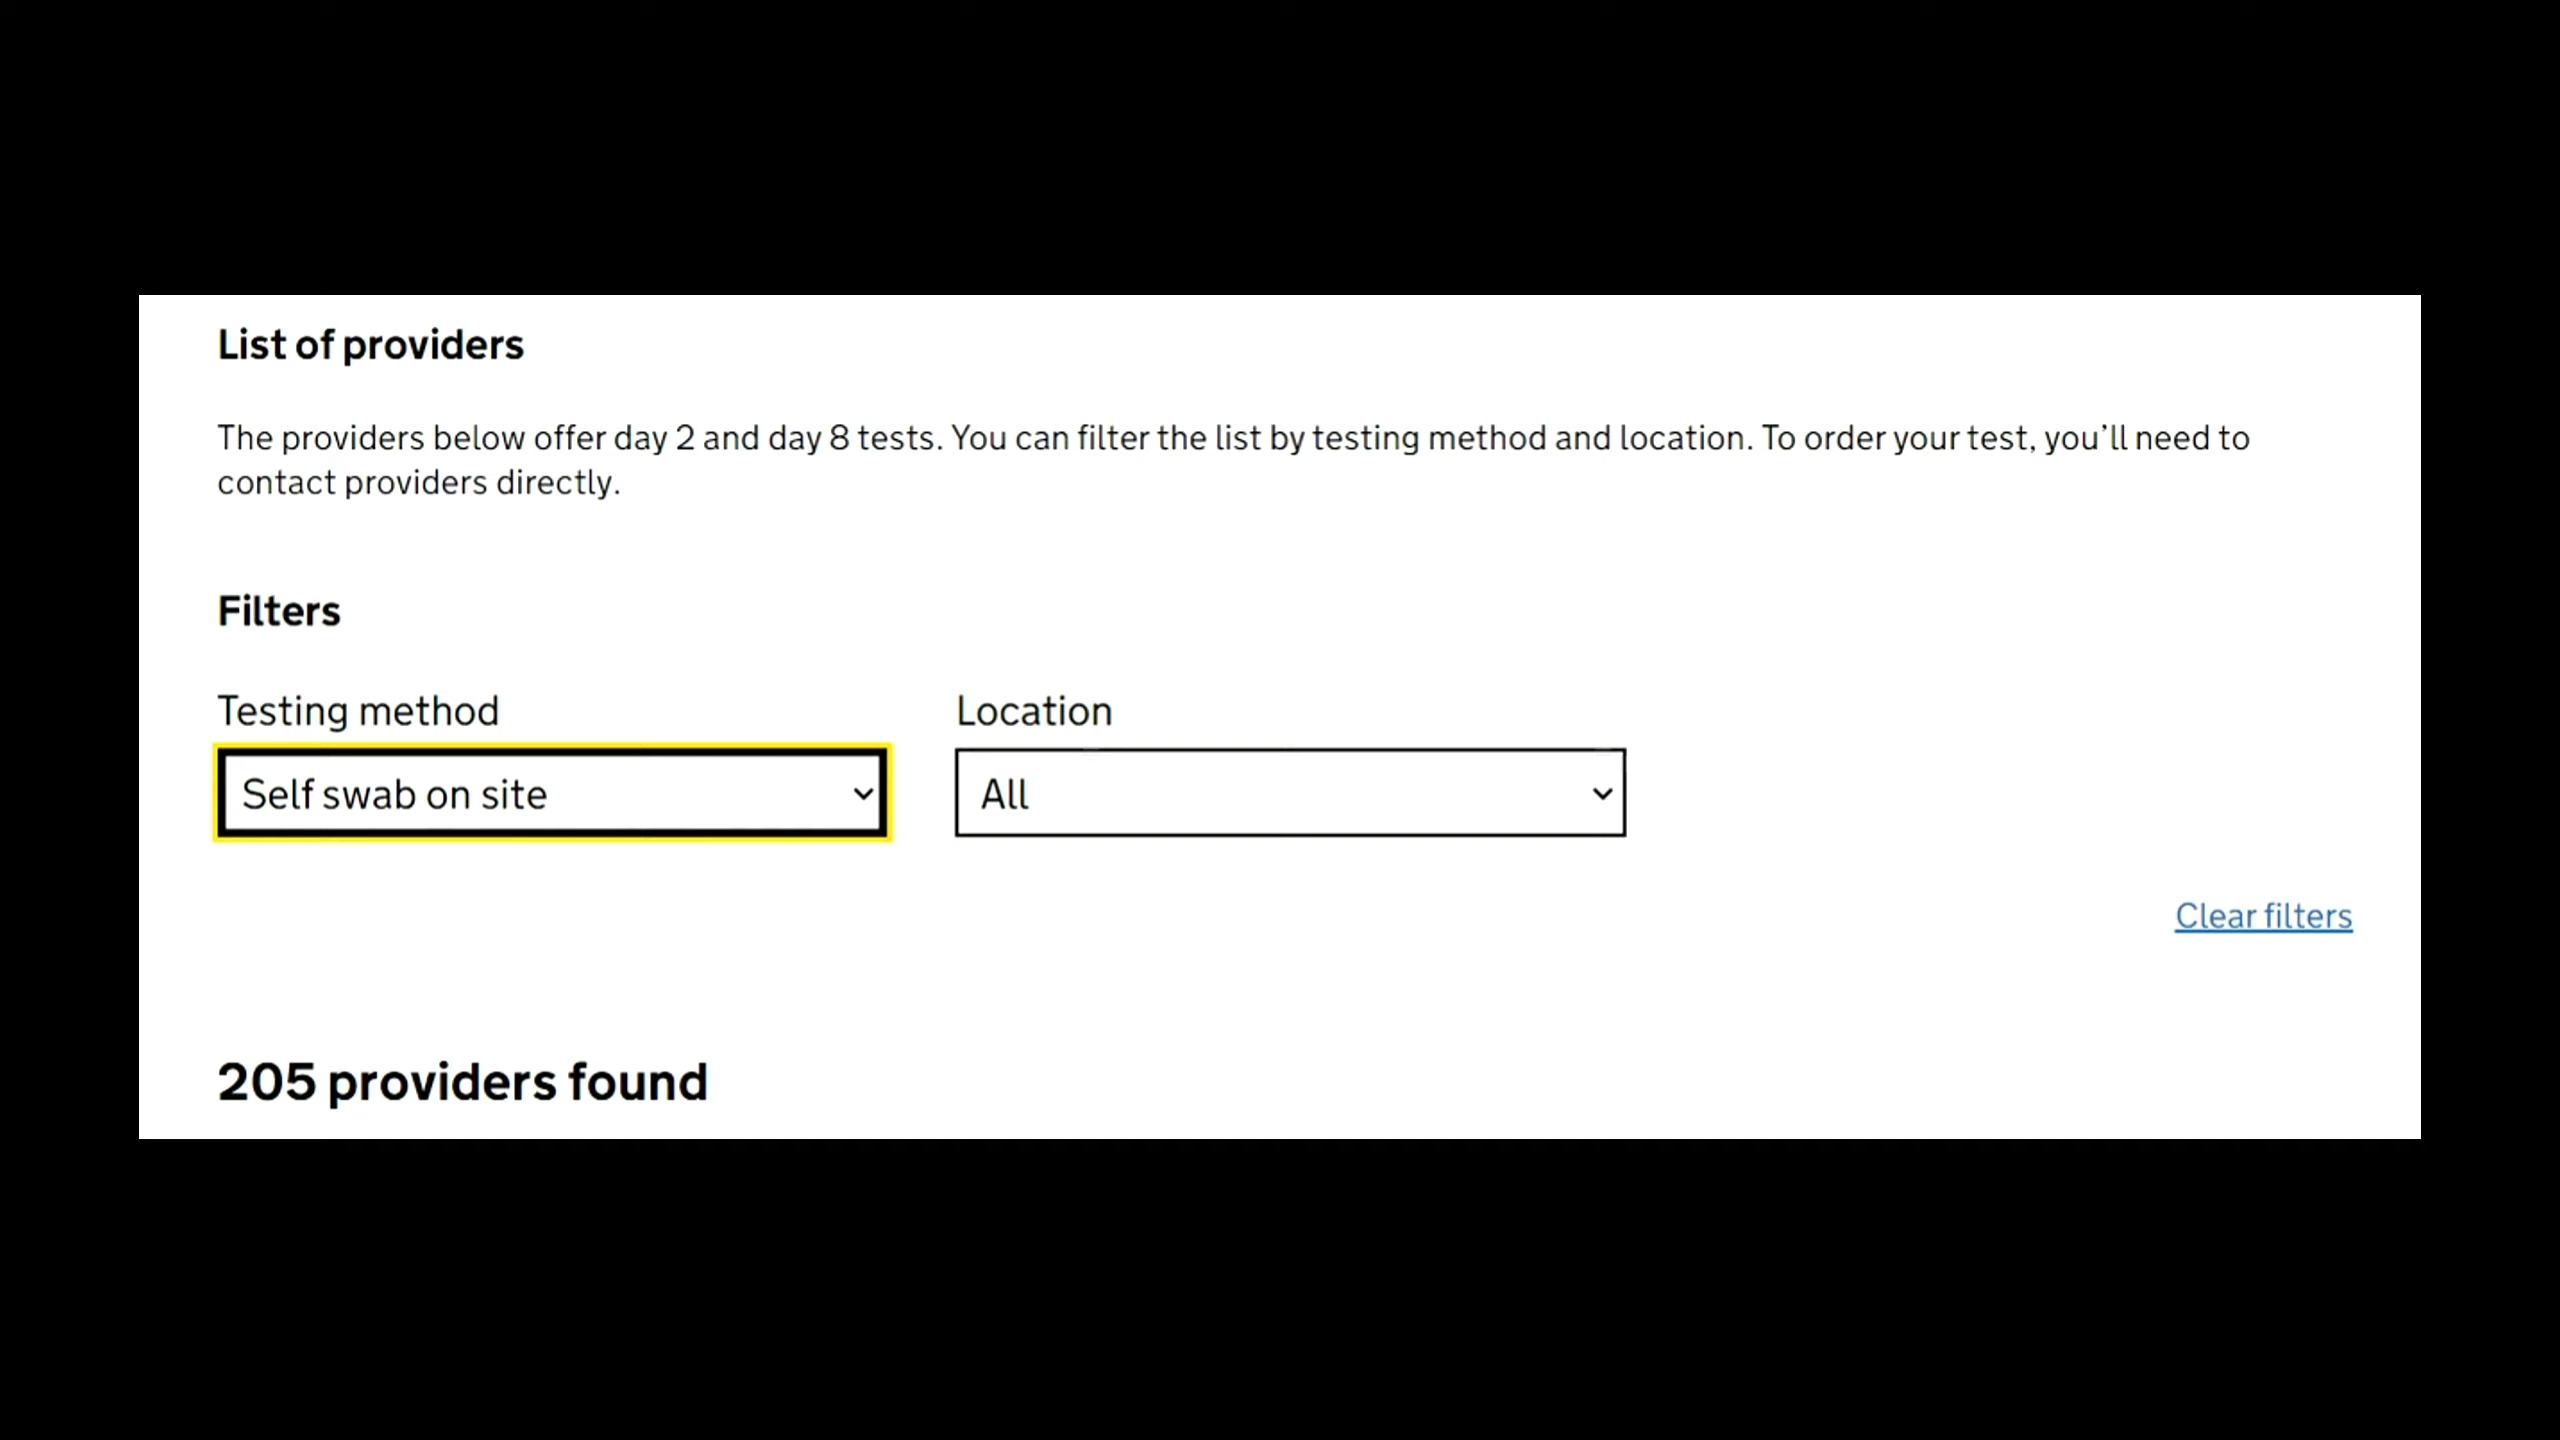 List of providers
The providers below offer day 2 and day 8 tests. You can filter the list by testing method and location. To order your test, you’ll need to
contact providers directly.
Filters
Testing method
Location
Self swab on site
All
Clear filters
205 providers found